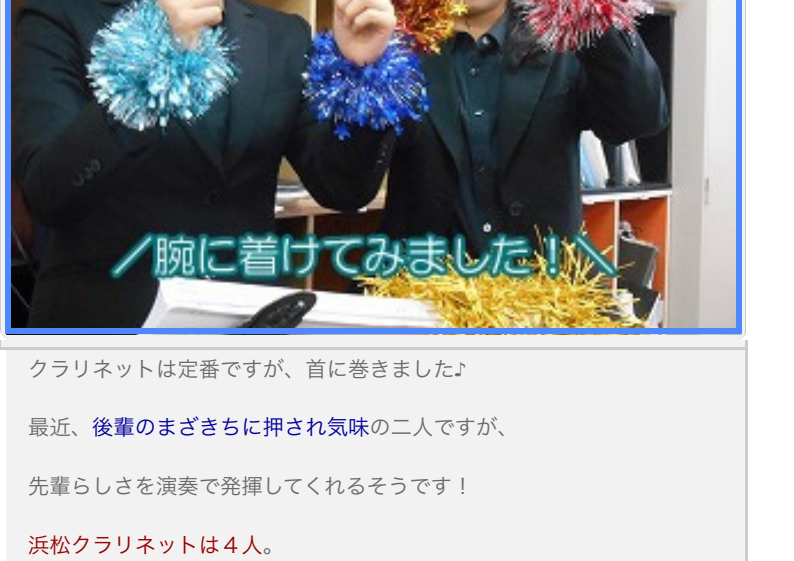 ／腕に着けてみました！＼
クラリネットは定番ですが、首に巻きました♪
最近、後輩のまざきちに押され気味の二人ですが、
先輩らしさを演奏で発揮してくれるそうです！
浜松クラリネットは４人。